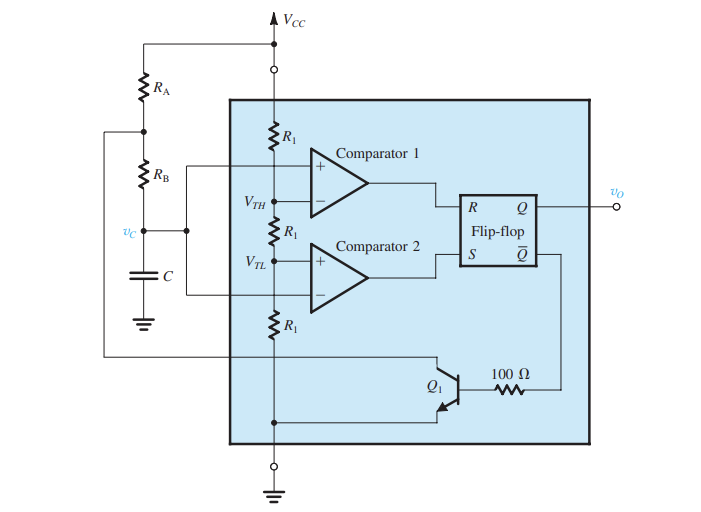 V_CC
R_A
R_1
Comparator 1
+
R_B
V_TH
−
v_O
R
Q
v_C
R_1
Flip-flop
Comparator 2
V_TL
+
S
Q̅
C
−
R_1
100 Ω
Q_1